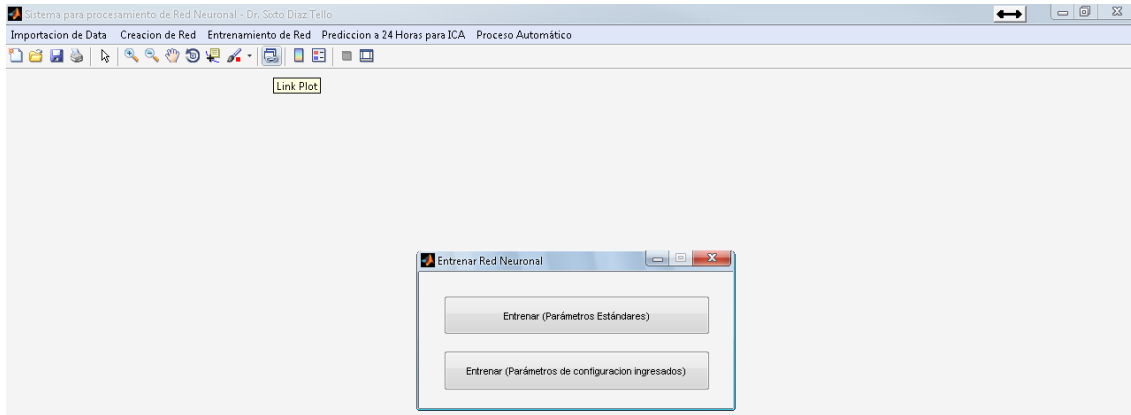 Sistema para procesamiento de Red Neuronal - Dr. Sixto Diaz Tello
Importacion de Data Creacion de Red Entrenamiento de Red Prediccion a 24 Horas para ICA Proceso Automático
Link Plot
Entrenar Red Neuronal
Entrenar (Parámetros Estándares)
Entrenar (Parámetros de configuracion ingresados)